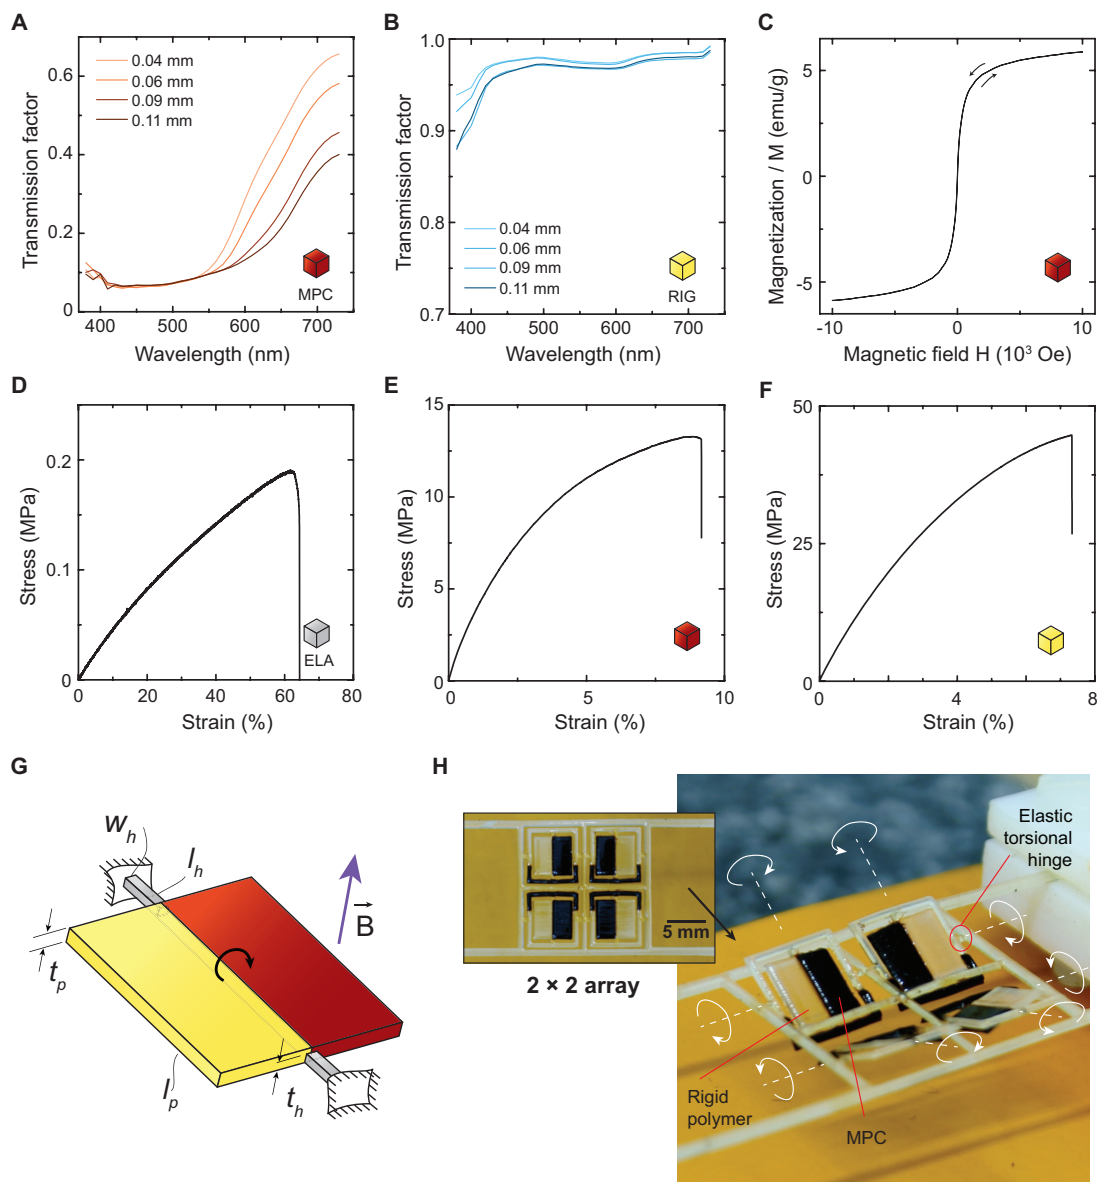 A
Transmission factor
0.6
0.4
0.2
0
0.04 mm
0.06 mm
0.09 mm
0.11 mm
MPC
400
500
600
700
Wavelength (nm)
B
Transmission factor
1.0
0.9
0.8
0.7
0.04 mm
0.06 mm
0.09 mm
0.11 mm
RIG
400
500
600
700
Wavelength (nm)
C
Magnetization / M (emu/g)
5
0
-5
-10
0
10
Magnetic field H (10³ Oe)
D
Stress (MPa)
0.2
0.1
0
ELA
0
20
40
60
80
Strain (%)
E
Stress (MPa)
15
10
5
0
0
5
10
Strain (%)
F
Stress (MPa)
50
25
0
0
4
8
Strain (%)
G
w_h
l_h
B
t_p
l_p
t_h
H
5 mm
2 × 2 array
Elastic
torsional
hinge
Rigid
polymer
MPC